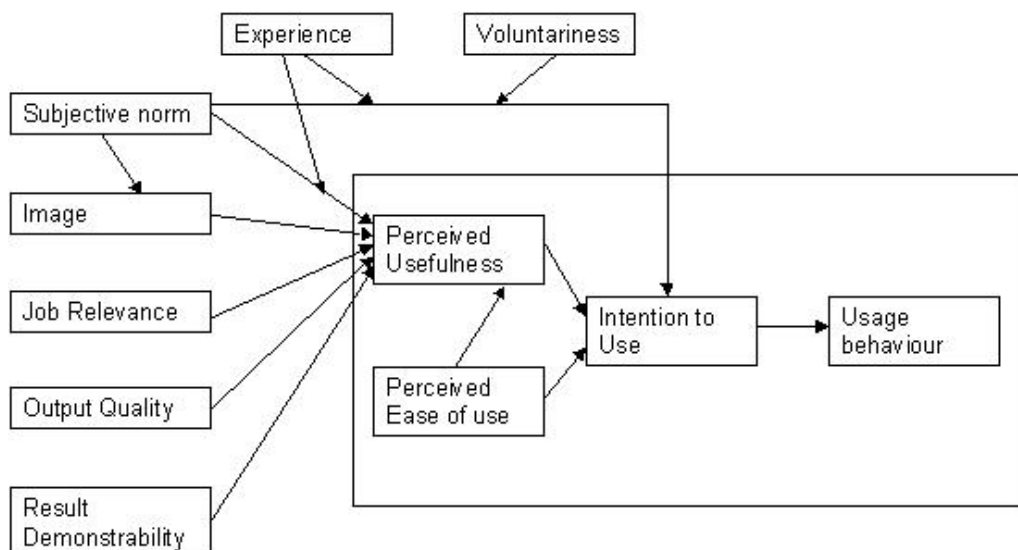 Experience
Voluntariness
Subjective norm
Image
Perceived
Usefulness
Job Relevance
Intention to
Use
Usage
behaviour
Perceived
Ease of use
Output Quality
Result
Demonstrability